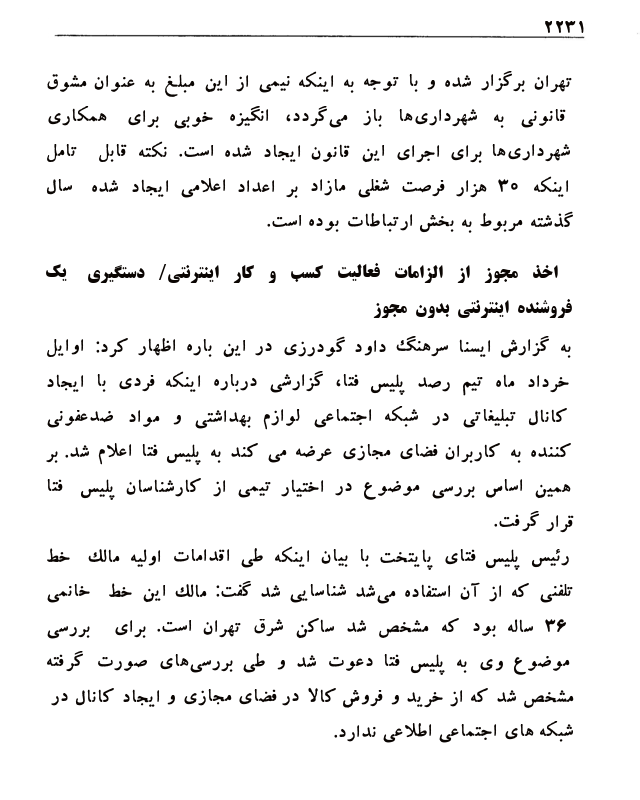 ۲۲۳۱
تهران برگزار شده و با توجه به اینکه نیمی از این مبلغ به عنوان مشوق
قانونی به شهرداری‌ها باز می‌گردد، انگیزه خوبی برای همکاری
شهرداری‌ها برای اجرای این قانون ایجاد شده است. نکته قابل تامل
اینکه ۳۰ هزار فرصت شغلی مازاد بر اعداد اعلامی ایجاد شده سال
گذشته مربوط به بخش ارتباطات بوده است.
اخذ مجوز از الزامات فعالیت کسب و کار اینترنتی/ دستگیری یک
فروشنده اینترنتی بدون مجوز
به گزارش ایسنا سرهنگ داود گودرزی در این باره اظهار کرد: اوایل
خرداد ماه تیم رصد پلیس فتا، گزارشی درباره اینکه فردی با ایجاد
کانال تبلیغاتی در شبکه اجتماعی لوازم بهداشتی و مواد ضدعفونی
کننده به کاربران فضای مجازی عرضه می کند به پلیس فتا اعلام شد. بر
همین اساس بررسی موضوع در اختیار تیمی از کارشناسان پلیس فتا
قرار گرفت.
رئیس پلیس فتای پایتخت با بیان اینکه طی اقدامات اولیه مالك خط
تلفنی که از آن استفاده می‌شد شناسایی شد گفت: مالك این خط خانمی
۳۶ ساله بود که مشخص شد ساکن شرق تهران است. برای بررسی
موضوع وی به پلیس فتا دعوت شد و طی بررسی‌های صورت گرفته
مشخص شد که از خرید و فروش کالا در فضای مجازی و ایجاد کانال در
شبکه های اجتماعی اطلاعی ندارد.